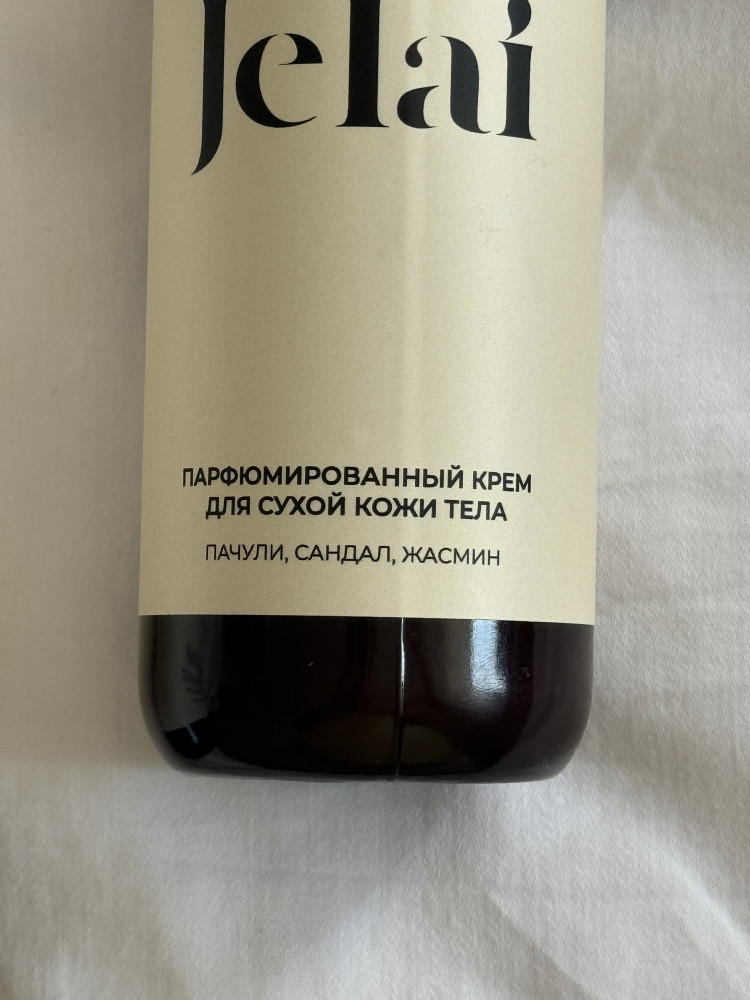 Jelai
ПАРФЮМИРОВАННЫЙ КРЕМ
ДЛЯ СУХОЙ КОЖИ ТЕЛА
ПАЧУЛИ, САНДАЛ, ЖАСМИН